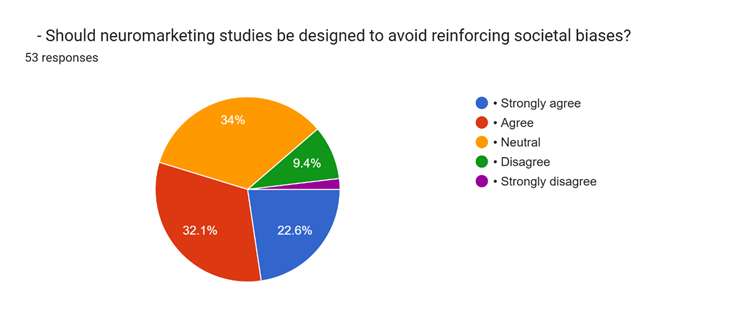 - Should neuromarketing studies be designed to avoid reinforcing societal biases?
53 responses
34%
9.4%
32.1%
22.6%
• Strongly agree
• Agree
• Neutral
• Disagree
• Strongly disagree